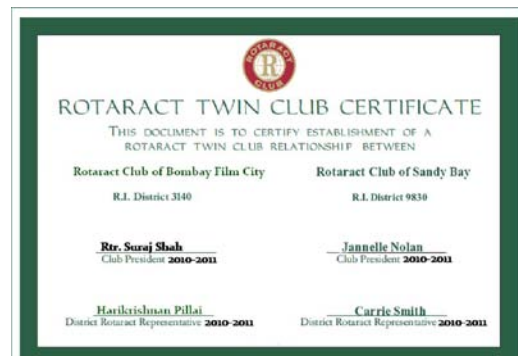 ROTARACT
R
CLUB
ROTARACT TWIN CLUB CERTIFICATE
THIS DOCUMENT IS TO CERTIFY ESTABLISHMENT OF A
ROTARACT TWIN CLUB RELATIONSHIP BETWEEN
Rotaract Club of Bombay Film City
Rotaract Club of Sandy Bay
R.I. District 3140
R.I. District 9830
Rtr. Suraj Shah
Club President 2010-2011
Jannelle Nolan
Club President 2010-2011
Harikrishnan Pillai
District Rotaract Representative 2010-2011
Carrie Smith
District Rotaract Representative 2010-2011